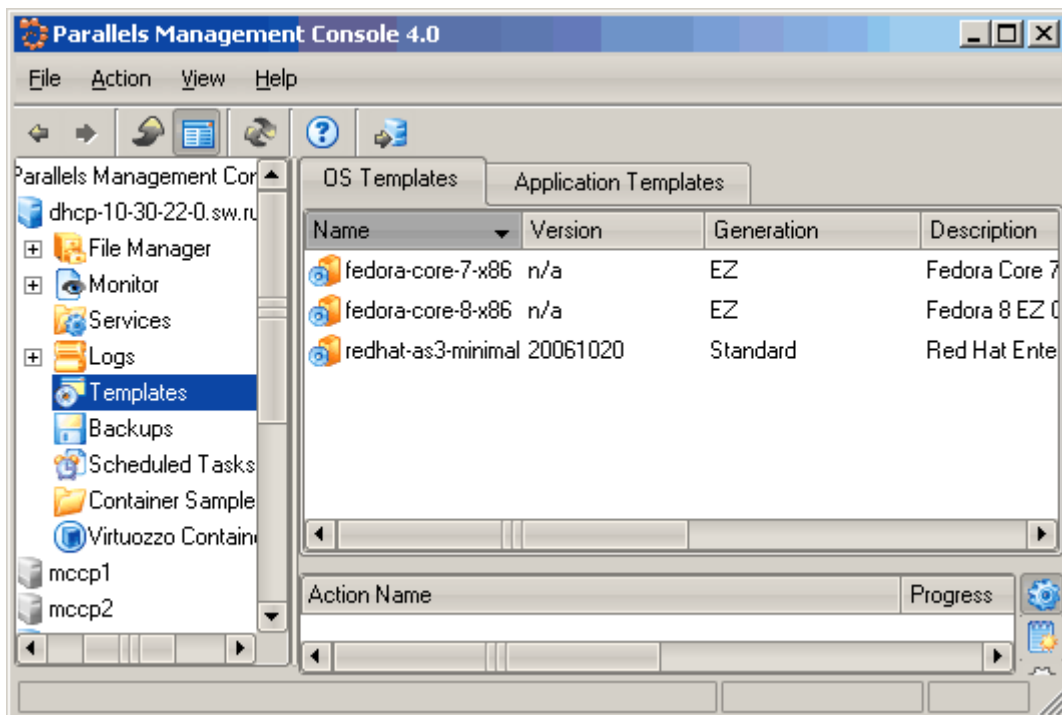 Parallels Management Console 4.0
File Action View Help
Parallels Management Cor
dhcp-10-30-22-0.sw.ru
File Manager
Monitor
Services
Logs
Templates
Backups
Scheduled Tasks
Container Sample
Virtuozzo Contain
mccp1
mccp2
OS Templates Application Templates
Name Version Generation Description
fedora-core-7-x86 n/a EZ Fedora Core 7
fedora-core-8-x86 n/a EZ Fedora 8 EZ
redhat-as3-minimal 20061020 Standard Red Hat Ente
Action Name Progress